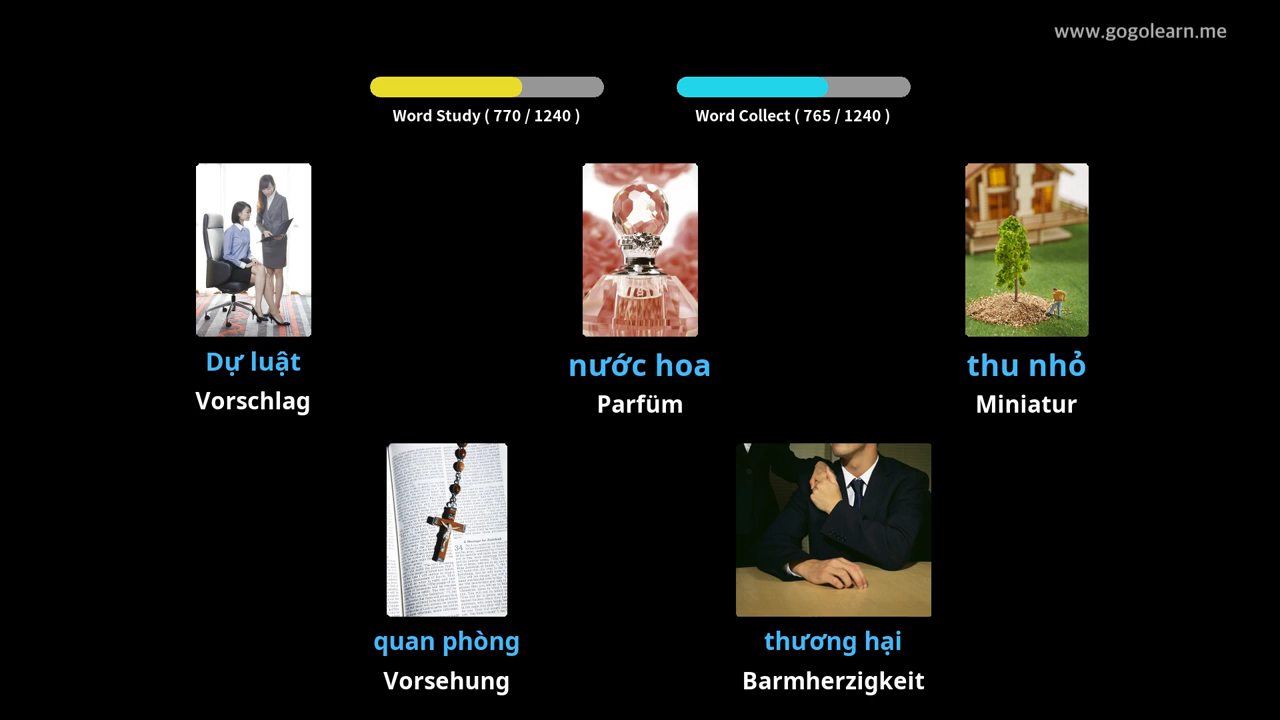 www.gogolearn.me
Word Study ( 770 / 1240 )
Word Collect ( 765 / 1240 )
Dự luật
Vorschlag
nước hoa
Parfüm
thu nhỏ
Miniatur
quan phòng
Vorsehung
thương hại
Barmherzigkeit